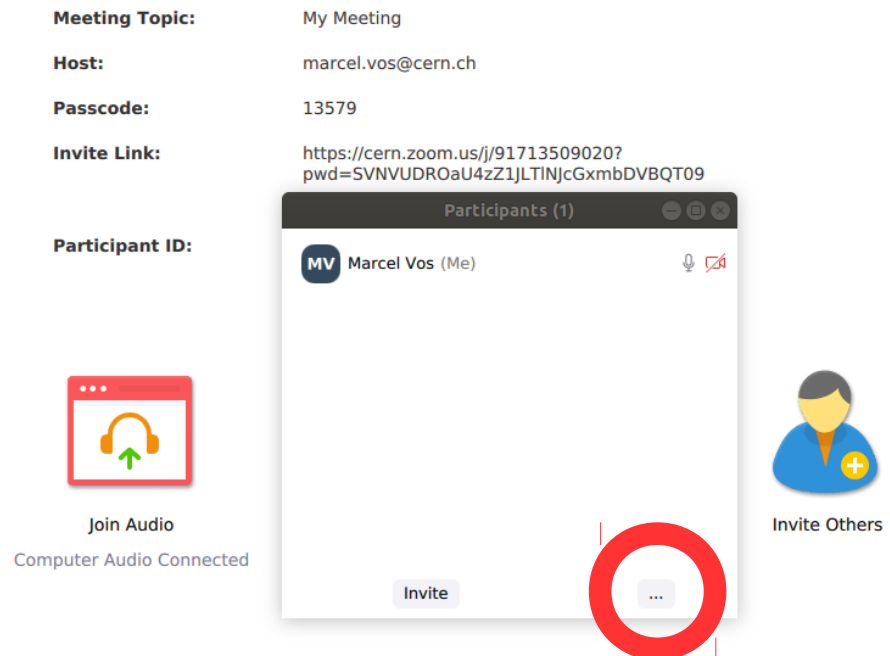 Meeting Topic: My Meeting
Host: marcel.vos@cern.ch
Passcode: 13579
Invite Link: https://cern.zoom.us/j/91713509020?
pwd=SVNVUDROaU4zZ1JLTlNJcGxmbDVBQT09
Participants (1)
Participant ID:
MV Marcel Vos (Me)
Join Audio
Computer Audio Connected
Invite Others
Invite
...